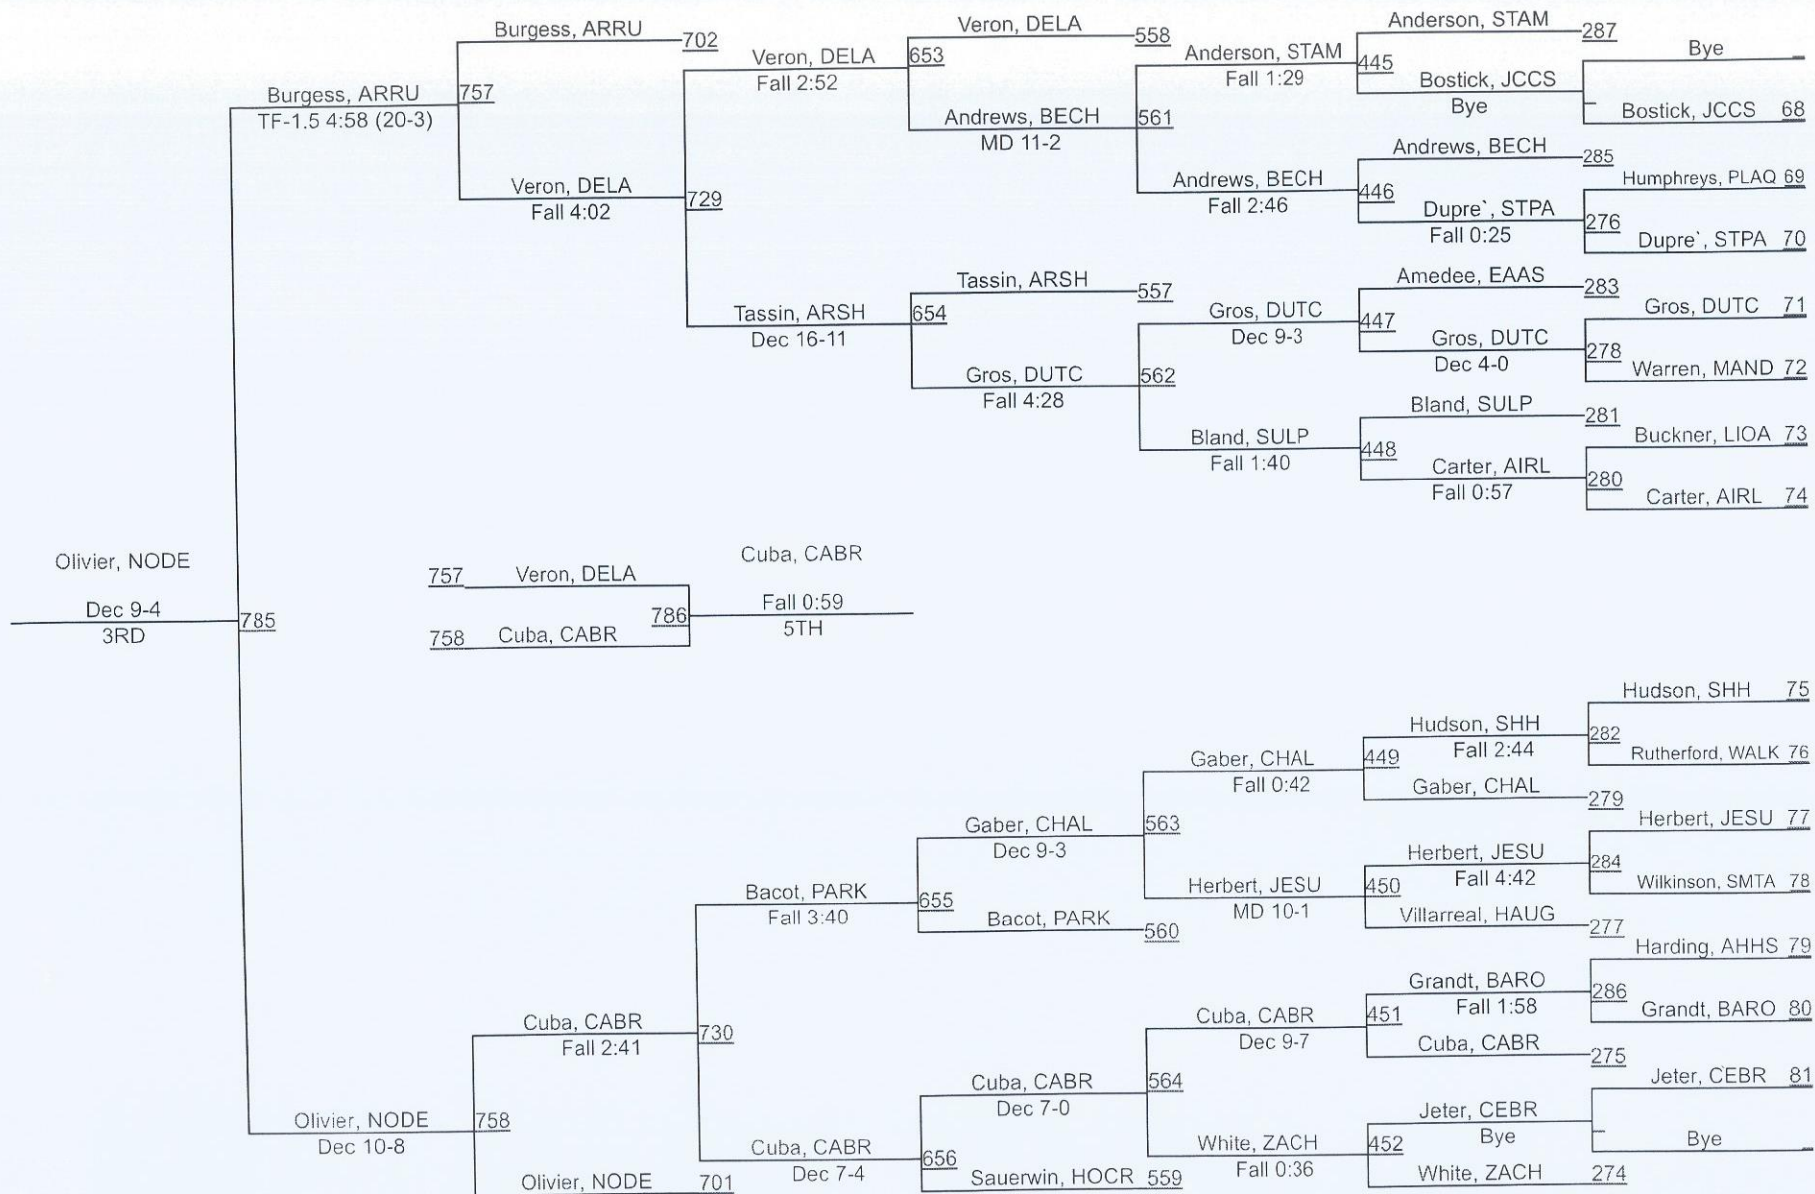 Anderson, STAM
287
Veron, DELA
558
Burgess, ARRU
702
Veron, DELA
Fall 2:52
653
Anderson, STAM
Fall 1:29
445
Bye
Bostick, JCCS
Bye
Bostick, JCCS 68
Burgess, ARRU
TF-1.5 4:58 (20-3)
757
Andrews, BECH
MD 11-2
561
Andrews, BECH
285
Humphreys, PLAQ 69
Veron, DELA
Fall 4:02
729
Andrews, BECH
Fall 2:46
446
Dupre`, STPA
Fall 0:25
276
Dupre`, STPA 70
Tassin, ARSH
557
Amedee, EAAS
283
Tassin, ARSH
Dec 16-11
654
Gros, DUTC
Dec 9-3
447
Gros, DUTC 71
Gros, DUTC
Dec 4-0
278
Warren, MAND 72
Gros, DUTC
Fall 4:28
562
Bland, SULP
281
Bland, SULP
Fall 1:40
448
Buckner, LIOA 73
Carter, AIRL
Fall 0:57
280
Carter, AIRL 74
Olivier, NODE
Dec 9-4
3RD
785
757 Veron, DELA
786
758 Cuba, CABR
Cuba, CABR
Fall 0:59
5TH
Hudson, SHH 75
Hudson, SHH
Fall 2:44
282
Rutherford, WALK 76
Gaber, CHAL
Fall 0:42
449
Gaber, CHAL
279
Gaber, CHAL
Dec 9-3
563
Herbert, JESU 77
Herbert, JESU
Fall 4:42
284
Wilkinson, SMTA 78
Bacot, PARK
Fall 3:40
655
Herbert, JESU
MD 10-1
450
Villarreal, HAUG
277
Bacot, PARK
560
Harding, AHHS 79
Grandt, BARO
Fall 1:58
286
Grandt, BARO 80
Cuba, CABR
Fall 2:41
730
Cuba, CABR
Dec 9-7
451
Cuba, CABR
275
Cuba, CABR
Dec 7-0
564
Jeter, CEBR 81
Jeter, CEBR
Bye
Bye
Olivier, NODE
Dec 10-8
758
Cuba, CABR
Dec 7-4
656
White, ZACH
Fall 0:36
452
White, ZACH
274
Olivier, NODE 701
Sauerwin, HOCR 559